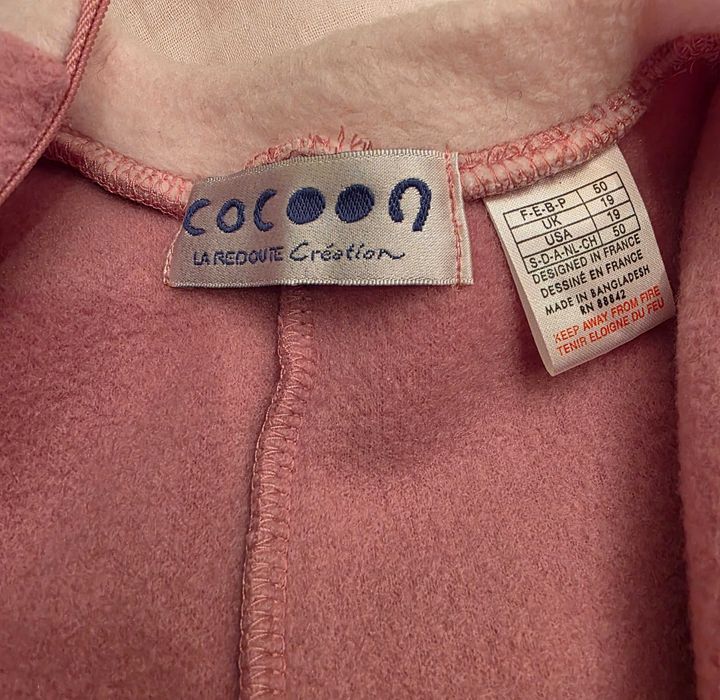 COCOON
LA REDOUTE Création
F-E-B-P 50
UK 19
USA 19
S-D-A-NL-CH 50
DESIGNED IN FRANCE
DESSINÉ EN FRANCE
MADE IN BANGLADESH
RN 88842
KEEP AWAY FROM FIRE
TENIR ELOIGNE DU FEU